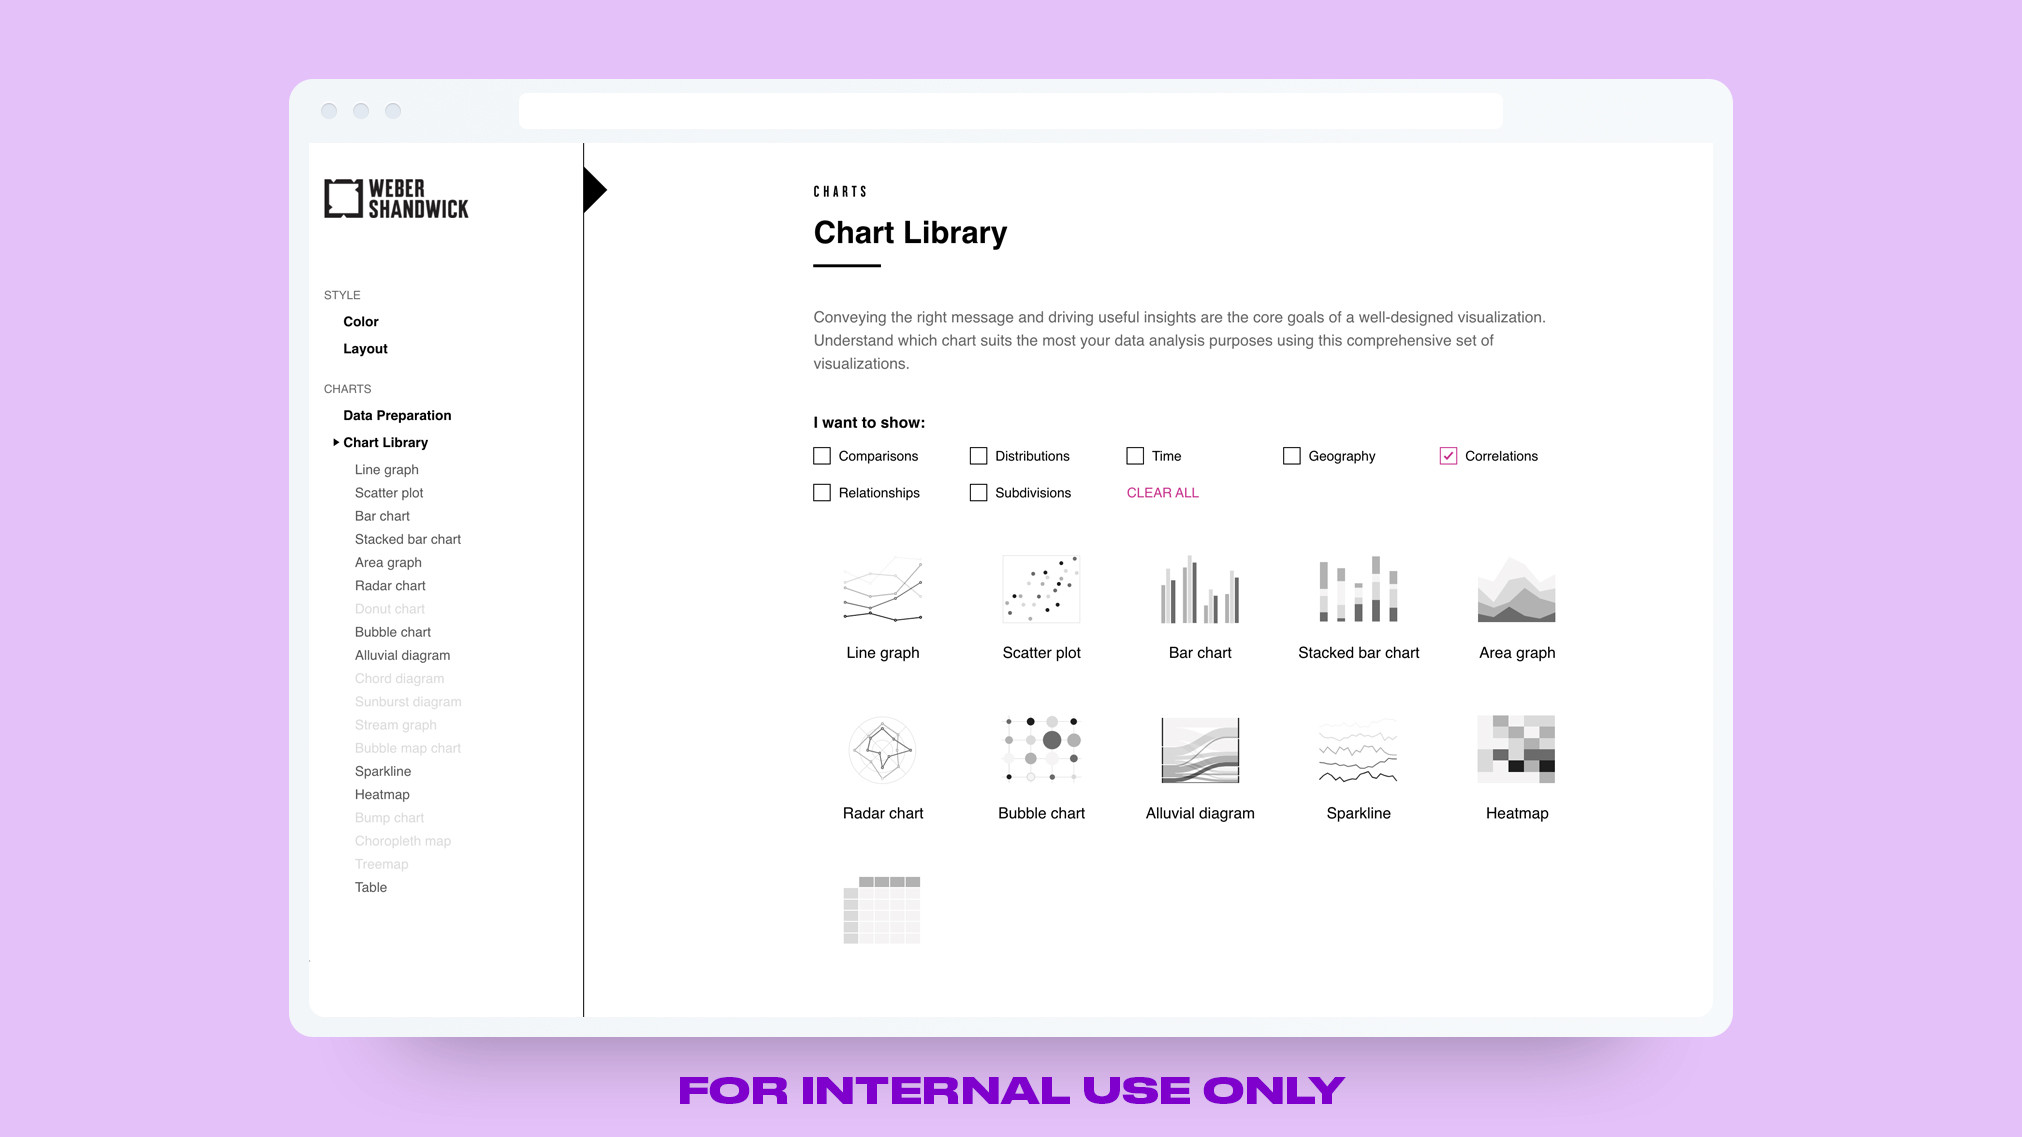 WEBER
SHANDWICK
STYLE
Color
Layout
CHARTS
Data Preparation
Chart Library
Line graph
Scatter plot
Bar chart
Stacked bar chart
Area graph
Radar chart
Donut chart
Bubble chart
Alluvial diagram
Chord diagram
Sunburst diagram
Stream graph
Bubble map chart
Sparkline
Heatmap
Bump chart
Choropleth map
Treemap
Table
CHARTS
Chart Library
Conveying the right message and driving useful insights are the core goals of a well-designed visualization.
Understand which chart suits the most your data analysis purposes using this comprehensive set of
visualizations.
I want to show:
Comparisons Distributions Time Geography Correlations
Relationships Subdivisions CLEAR ALL
Line graph Scatter plot Bar chart Stacked bar chart Area graph
Radar chart Bubble chart Alluvial diagram Sparkline Heatmap
FOR INTERNAL USE ONLY